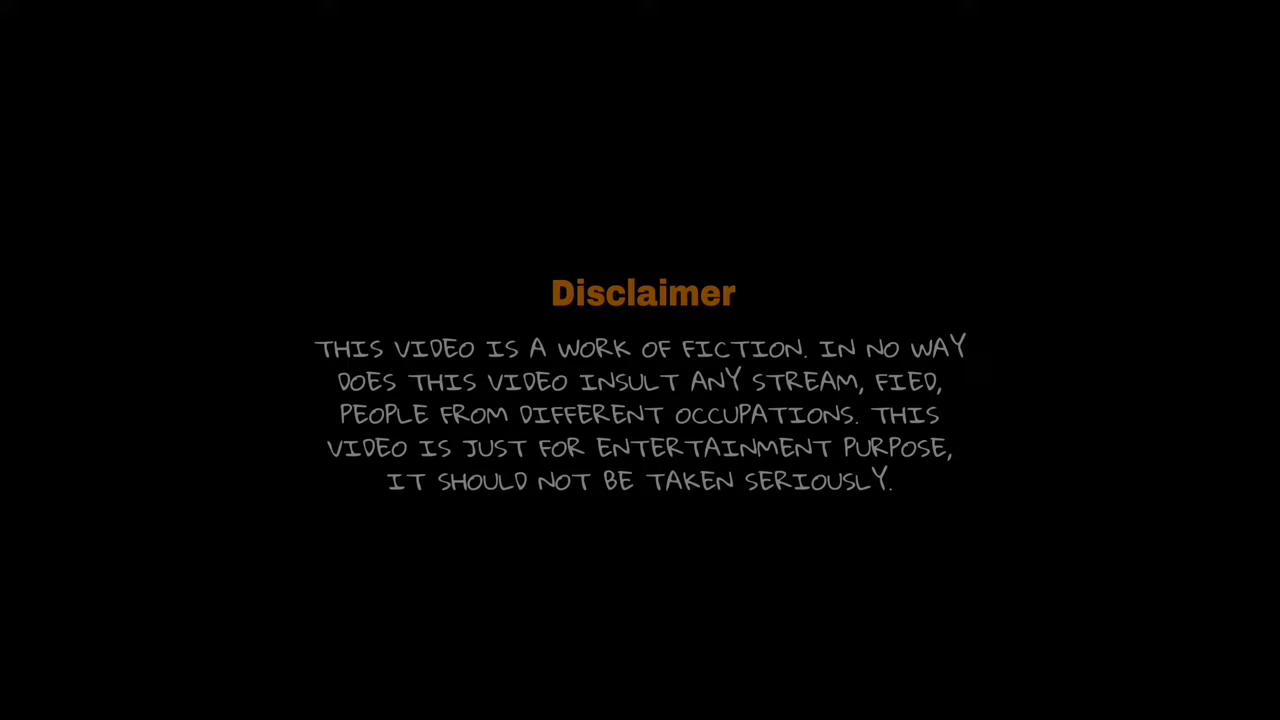 Disclaimer
THIS VIDEO IS A WORK OF FICTION. IN NO WAY
DOES THIS VIDEO INSULT ANY STREAM, FIED,
PEOPLE FROM DIFFERENT OCCUPATIONS. THIS
VIDEO IS JUST FOR ENTERTAINMENT PURPOSE,
IT SHOULD NOT BE TAKEN SERIOUSLY.